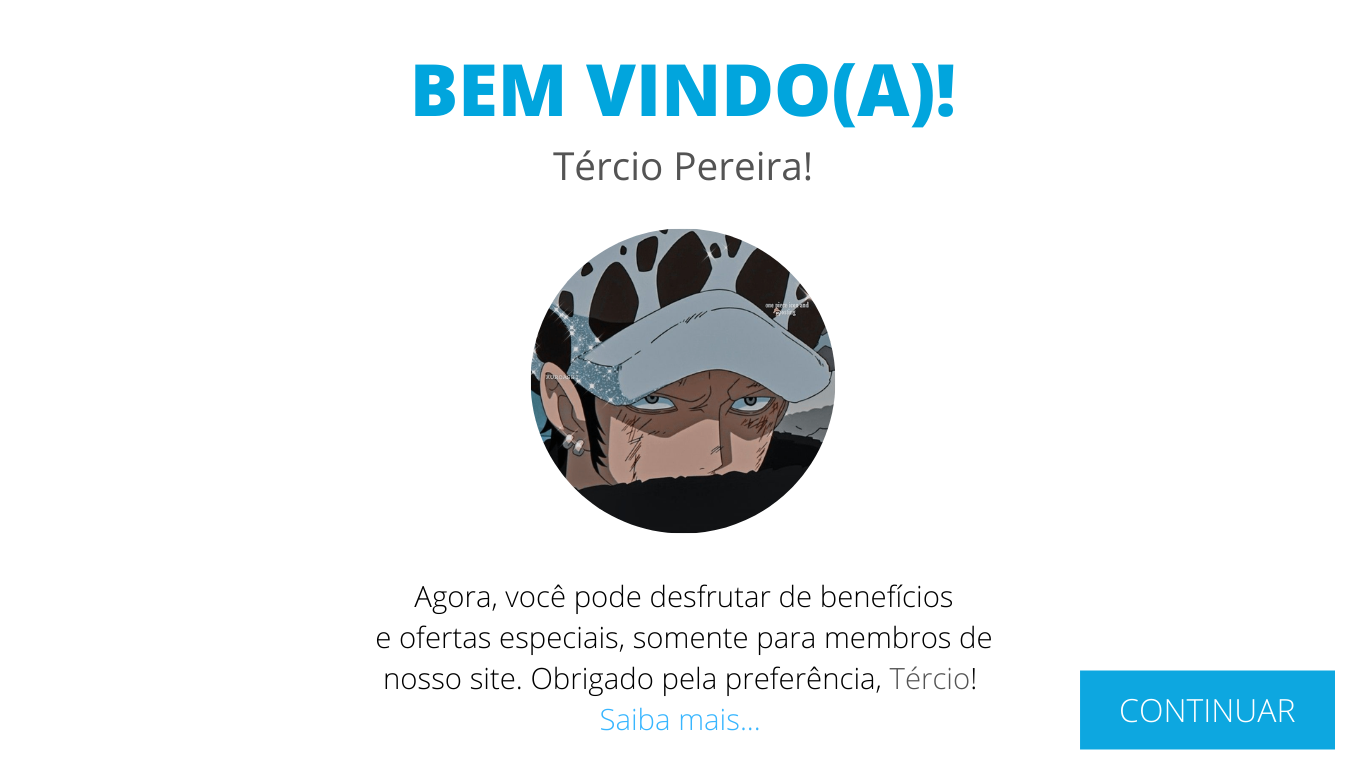 BEM VINDO(A)!
Tércio Pereira!
Agora, você pode desfrutar de benefícios
e ofertas especiais, somente para membros de
nosso site. Obrigado pela preferência, Tércio!
Saiba mais...
CONTINUAR